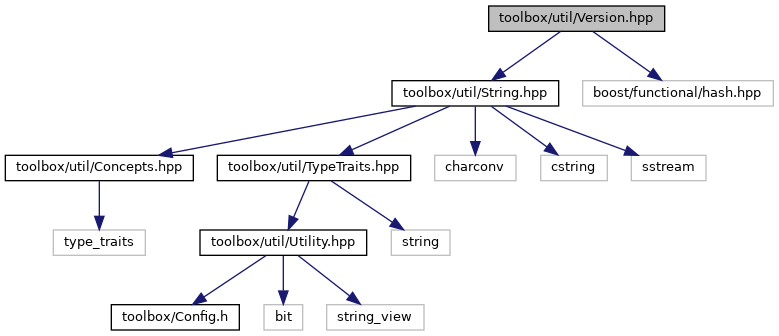 toolbox/util/Version.hpp
toolbox/util/String.hpp
boost/functional/hash.hpp
toolbox/util/Concepts.hpp
toolbox/util/TypeTraits.hpp
charconv
cstring
sstream
type_traits
toolbox/util/Utility.hpp
string
toolbox/Config.h
bit
string_view